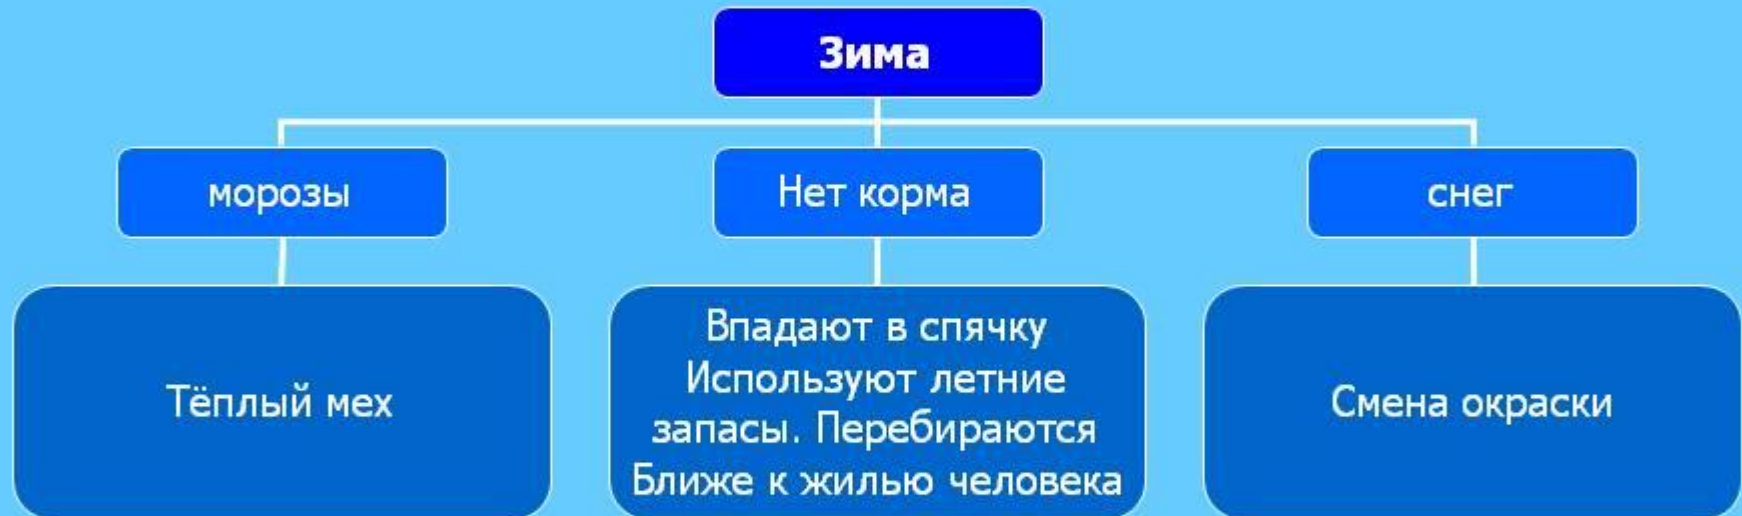 Зима
морозы
Нет корма
снег
Тёплый мех
Впадают в спячку
Используют летние
запасы. Перебираются
Ближе к жилью человека
Смена окраски